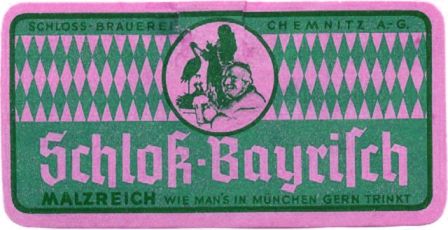 SCHLOSS-BRAUEREI CHEMNITZ A.-G.
Schloß-Bayriſch
MALZREICH WIE MAN'S IN MÜNCHEN GERN TRINKT